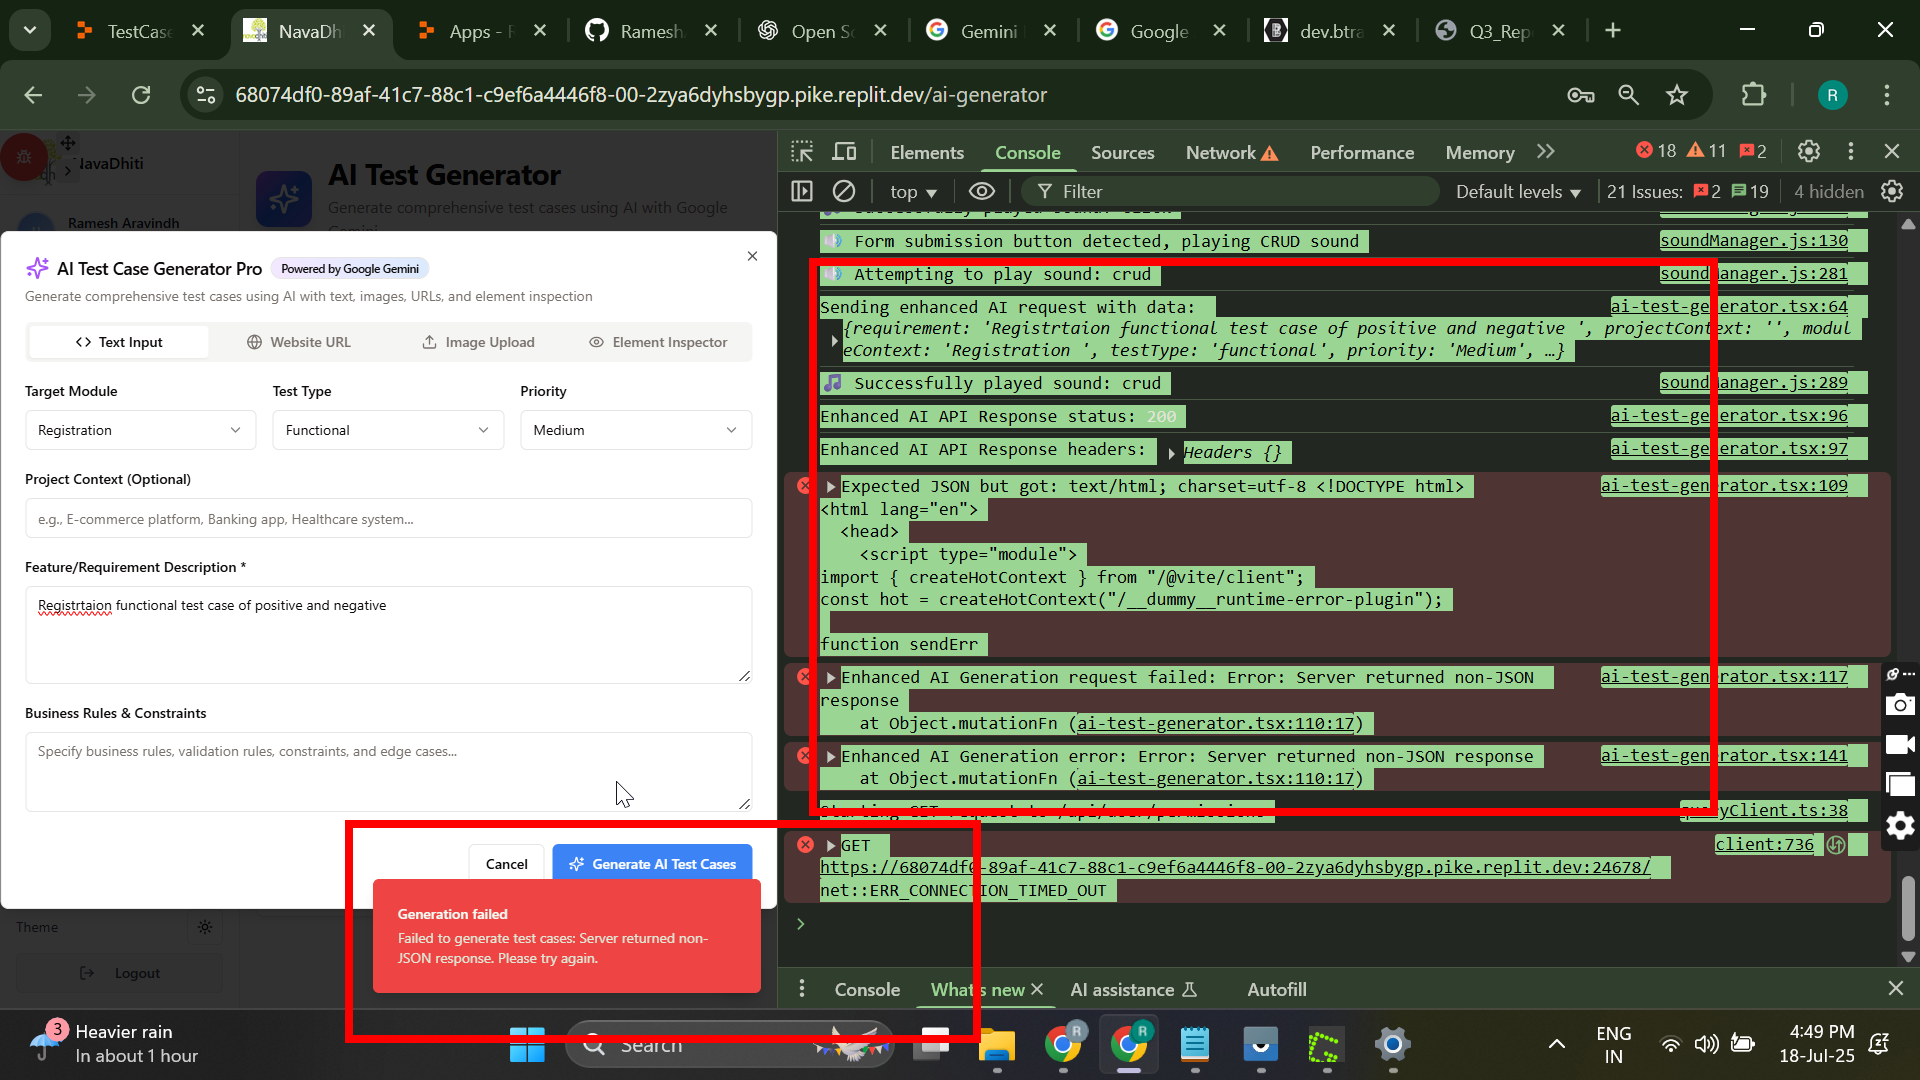 TestCase
NavaDh
Apps - R
Ramesh
Open So
Gemini
Google
dev.btra
Q3_Rep
68074df0-89af-41c7-88c1-c9ef6a4446f8-00-2zya6dyhsbygp.pike.replit.dev/ai-generator
R
NavaDhiti
Ramesh Aravindh
AI Test Generator
Generate comprehensive test cases using AI with Google
Gemini
AI Test Case Generator Pro
Powered by Google Gemini
Generate comprehensive test cases using AI with text, images, URLs, and element inspection
Text Input
Website URL
Image Upload
Element Inspector
Target Module
Test Type
Priority
Registration
Functional
Medium
Project Context (Optional)
e.g., E-commerce platform, Banking app, Healthcare system...
Feature/Requirement Description *
Registrtaion functional test case of positive and negative
Business Rules & Constraints
Specify business rules, validation rules, constraints, and edge cases...
Cancel
Generate AI Test Cases
Generation failed
Failed to generate test cases: Server returned non-
JSON response. Please try again.
Theme
Logout
Elements
Console
Sources
Network
Performance
Memory
18
11
2
top
Filter
Default levels
21 Issues:
2
19
4 hidden
Successfully played sound: click
Form submission button detected, playing CRUD sound
soundManager.js:130
Attempting to play sound: crud
soundManager.js:281
Sending enhanced AI request with data:
ai-test-generator.tsx:64
{requirement: 'Registrtaion functional test case of positive and negative ', projectContext: '', modul
eContext: 'Registration ', testType: 'functional', priority: 'Medium', …}
Successfully played sound: crud
soundManager.js:289
Enhanced AI API Response status: 200
ai-test-generator.tsx:96
Enhanced AI API Response headers:
Headers {}
ai-test-generator.tsx:97
Expected JSON but got: text/html; charset=utf-8 <!DOCTYPE html>
ai-test-generator.tsx:109
<html lang="en">
<head>
<script type="module">
import { createHotContext } from "/@vite/client";
const hot = createHotContext("/__dummy__runtime-error-plugin");
function sendErr
Enhanced AI Generation request failed: Error: Server returned non-JSON
ai-test-generator.tsx:117
response
at Object.mutationFn (ai-test-generator.tsx:110:17)
Enhanced AI Generation error: Error: Server returned non-JSON response
ai-test-generator.tsx:141
at Object.mutationFn (ai-test-generator.tsx:110:17)
Starting GET request to /api/user/permissions
queryClient.ts:38
GET
client:736
https://68074df0-89af-41c7-88c1-c9ef6a4446f8-00-2zya6dyhsbygp.pike.replit.dev:24678/
net::ERR_CONNECTION_TIMED_OUT
Console
What's new
AI assistance
Autofill
3
Heavier rain
In about 1 hour
Search
R
R
ENG
IN
4:49 PM
18-Jul-25